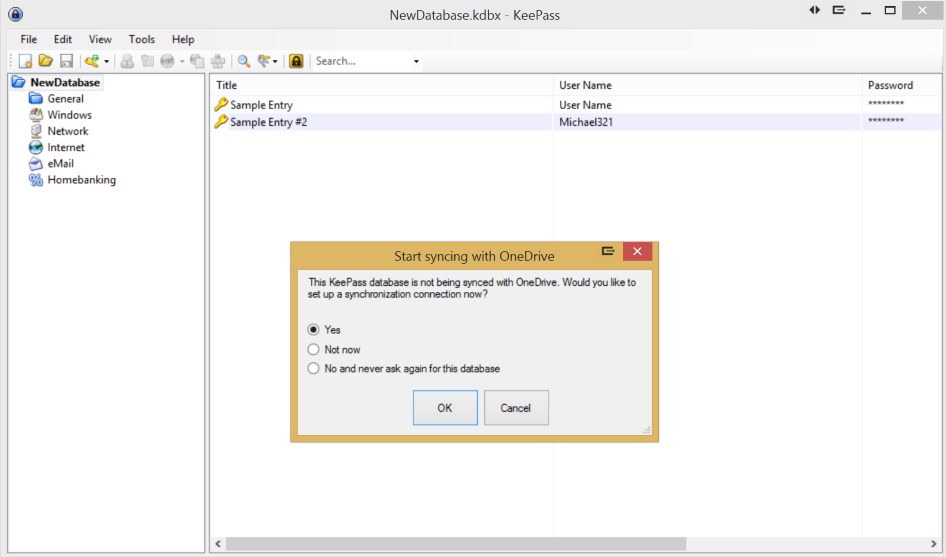 NewDatabase.kdbx - KeePass
File Edit View Tools Help
Search...
NewDatabase
General
Windows
Network
Internet
eMail
Homebanking
Title User Name Password
Sample Entry User Name ********
Sample Entry #2 Michael321 ********
Start syncing with OneDrive
This KeePass database is not being synced with OneDrive. Would you like to
set up a synchronization connection now?
Yes
Not now
No and never ask again for this database
OK Cancel